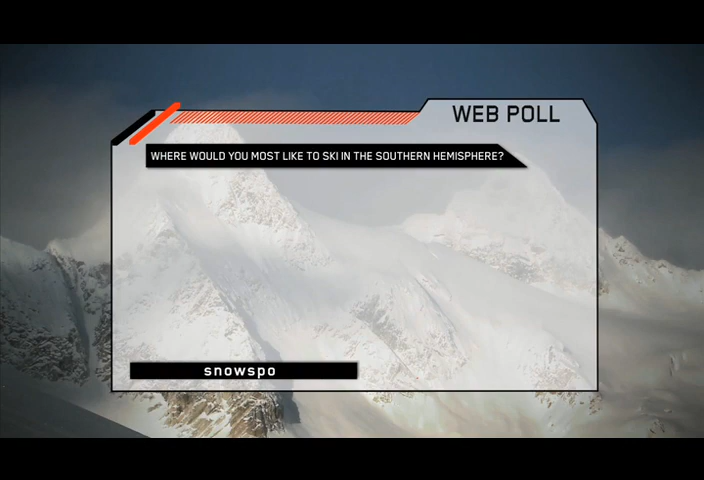 WEB POLL
WHERE WOULD YOU MOST LIKE TO SKI IN THE SOUTHERN HEMISPHERE?
snowspo